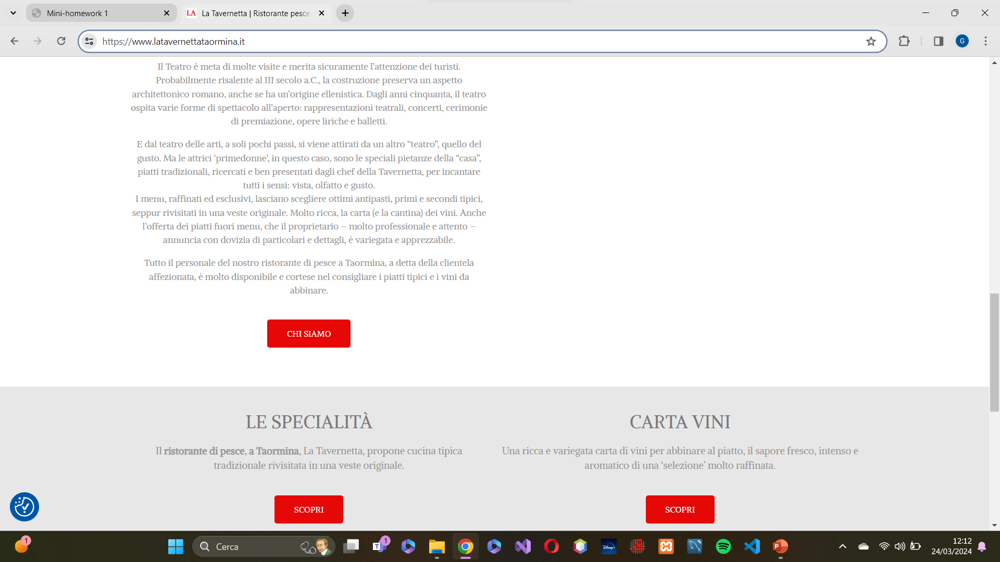 Mini-homework 1
LA La Tavernetta | Ristorante pesce
https://www.latavernettataormina.it
G
Il Teatro è meta di molte visite e merita sicuramente l’attenzione dei turisti.
Probabilmente risalente al III secolo a.C., la costruzione preserva un aspetto
architettonico romano, anche se ha un’origine ellenistica. Dagli anni cinquanta, il teatro
ospita varie forme di spettacolo all’aperto: rappresentazioni teatrali, concerti, cerimonie
di premiazione, opere liriche e balletti.
E dal teatro delle arti, a soli pochi passi, si viene attirati da un altro “teatro”, quello del
gusto. Ma le attrici ‘primedonne’, in questo caso, sono le speciali pietanze della “casa”,
piatti tradizionali, ricercati e ben presentati dagli chef della Tavernetta, per incantare
tutti i sensi: vista, olfatto e gusto.
I menu, raffinati ed esclusivi, lasciano scegliere ottimi antipasti, primi e secondi tipici,
seppur rivisitati in una veste originale. Molto ricca, la carta (e la cantina) dei vini. Anche
l’offerta dei piatti fuori menu, che il proprietario – molto professionale e attento –
annuncia con dovizia di particolari e dettagli, è variegata e apprezzabile.
Tutto il personale del nostro ristorante di pesce a Taormina, a detta della clientela
affezionata, è molto disponibile e cortese nel consigliare i piatti tipici e i vini da
abbinare.
CHI SIAMO
LE SPECIALITÀ
Il ristorante di pesce, a Taormina, La Tavernetta, propone cucina tipica
tradizionale rivisitata in una veste originale.
SCOPRI
CARTA VINI
Una ricca e variegata carta di vini per abbinare al piatto, il sapore fresco, intenso e
aromatico di una ‘selezione’ molto raffinata.
SCOPRI
1
Cerca
1
T
Disney+
P
12:12
24/03/2024